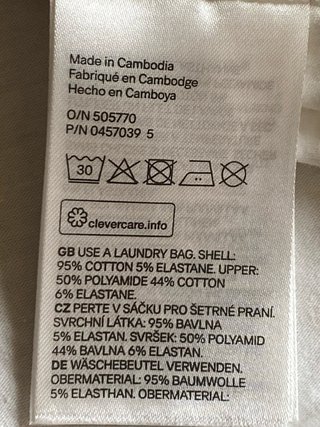 Made in Cambodia
Fabriqué en Cambodge
Hecho en Camboya
O/N 505770
P/N 0457039 5
30
clevercare.info
GB USE A LAUNDRY BAG. SHELL:
95% COTTON 5% ELASTANE. UPPER:
50% POLYAMIDE 44% COTTON
6% ELASTANE.
CZ PERTE V SÁČKU PRO ŠETRNÉ PRANÍ.
SVRCHNÍ LÁTKA: 95% BAVLNA
5% ELASTAN. SVRŠEK: 50% POLYAMID
44% BAVLNA 6% ELASTAN.
DE WÄSCHEBEUTEL VERWENDEN.
OBERMATERIAL: 95% BAUMWOLLE
5% ELASTHAN. OBERMATERIAL: